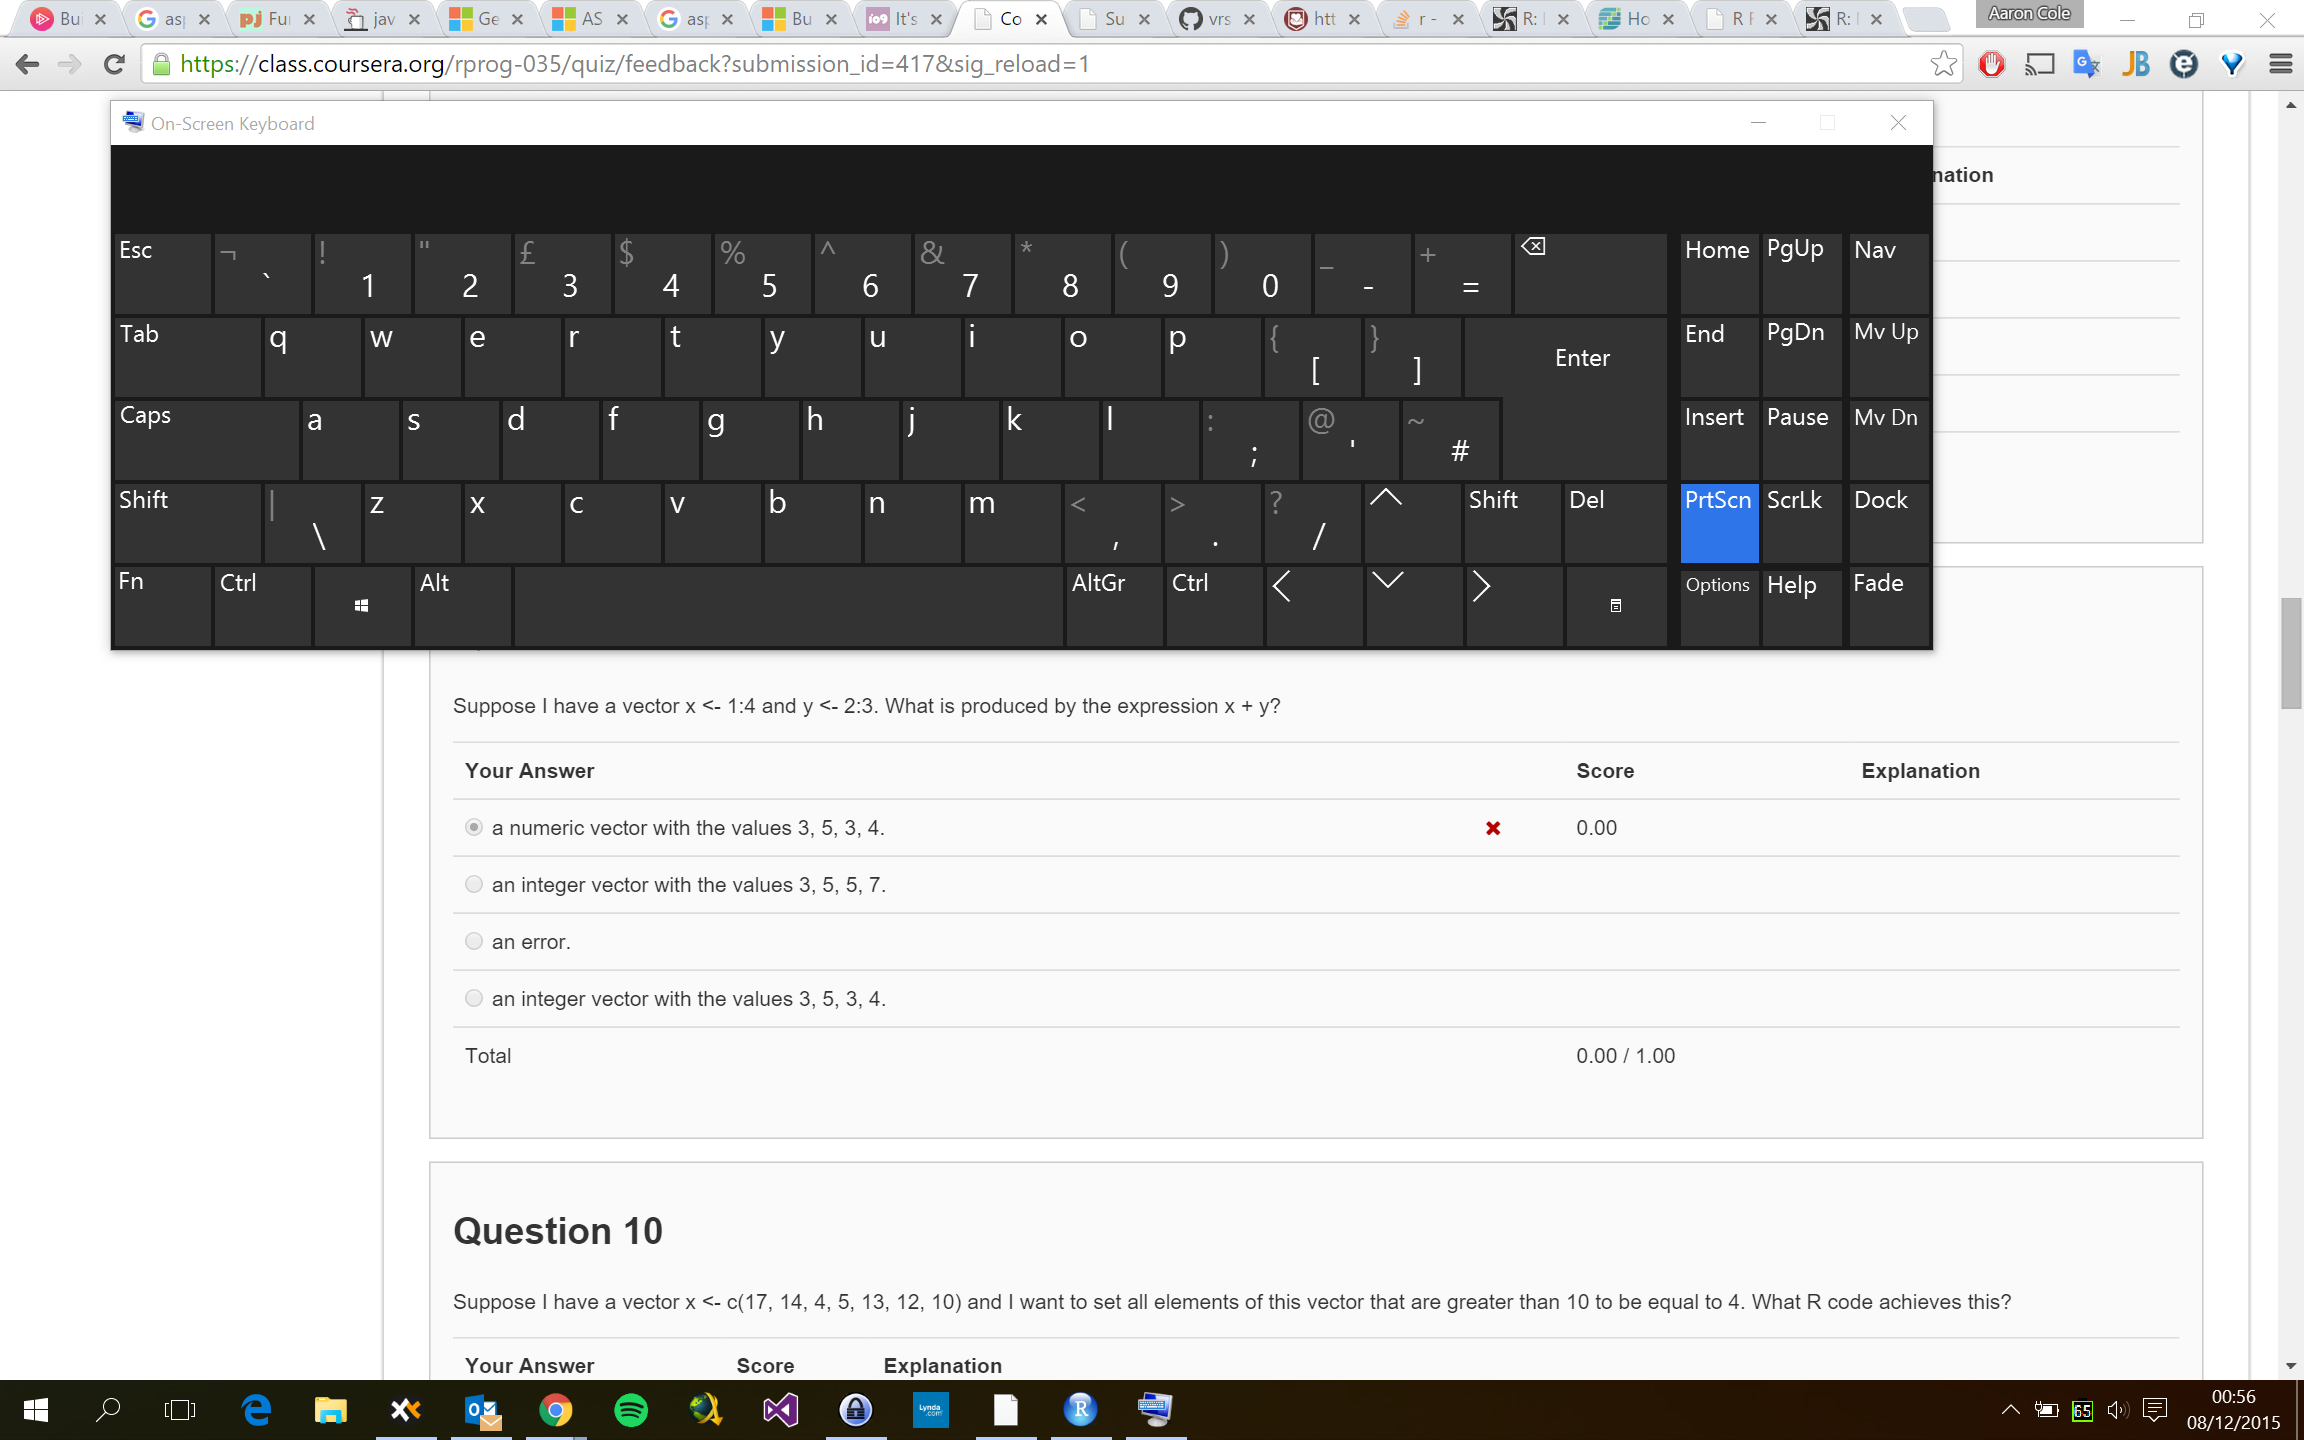 Bui
asp
Fun
jav
Ge
AS
asp
Bu
It's
Co
Su
vrs
htt
r -
R:
Ho
R F
R:
Aaron Cole
https://class.coursera.org/rprog-035/quiz/feedback?submission_id=417&sig_reload=1
On-Screen Keyboard
nation
Esc ¬ ` ! 1 " 2 £ 3 $ 4 % 5 ^ 6 & 7 * 8 ( 9 ) 0 _ - + = Home PgUp Nav
Tab q w e r t y u i o p { [ } ] Enter End PgDn Mv Up
Caps a s d f g h j k l : ; @ ' ~ # Insert Pause Mv Dn
Shift | \ z x c v b n m < , > . ? / Shift Del PrtScn ScrLk Dock
Fn Ctrl Alt AltGr Ctrl Options Help Fade
Suppose I have a vector x <- 1:4 and y <- 2:3. What is produced by the expression x + y?
Your Answer Score Explanation
a numeric vector with the values 3, 5, 3, 4. 0.00
an integer vector with the values 3, 5, 5, 7.
an error.
an integer vector with the values 3, 5, 3, 4.
Total 0.00 / 1.00
Question 10
Suppose I have a vector x <- c(17, 14, 4, 5, 13, 12, 10) and I want to set all elements of this vector that are greater than 10 to be equal to 4. What R code achieves this?
Your Answer Score Explanation
65
00:56
08/12/2015